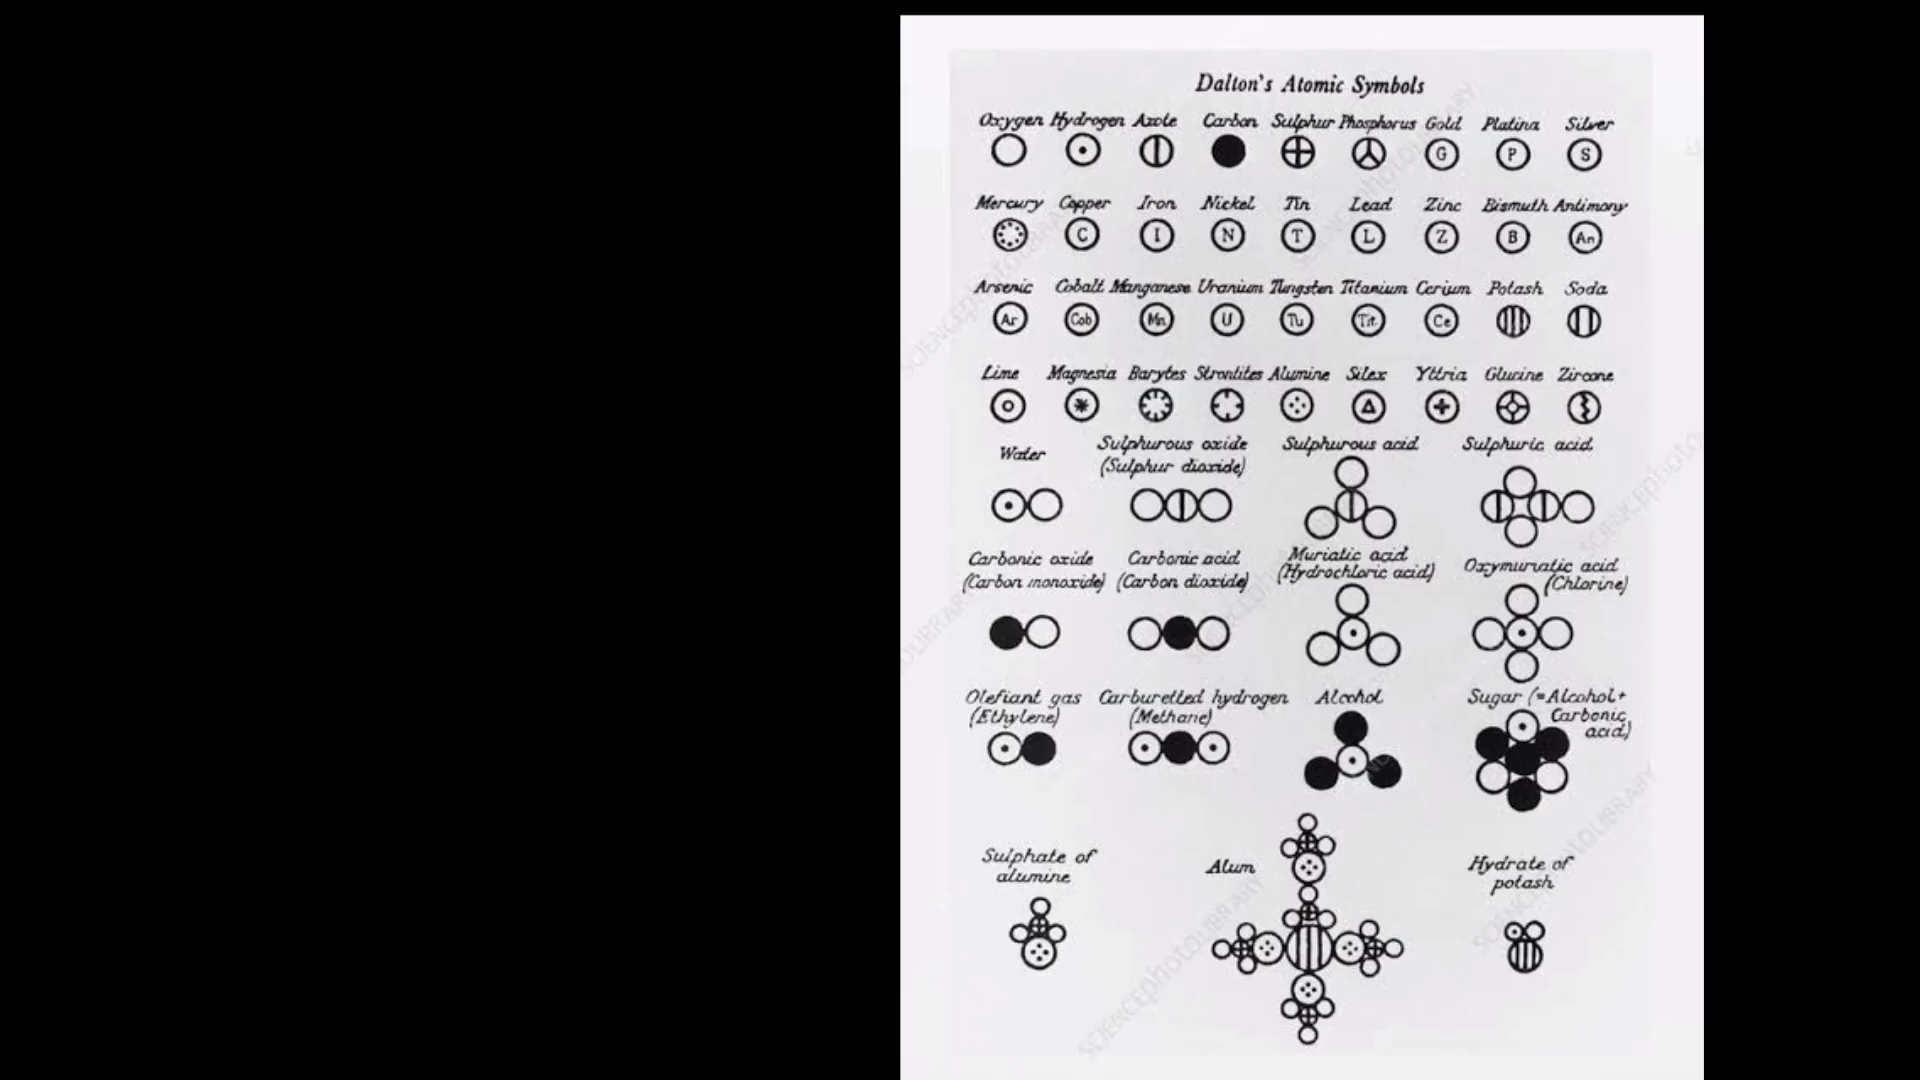 Dalton's Atomic Symbols
Oxygen Hydrogen Azote Carbon Sulphur Phosphorus Gold Platina Silver
G P S
Mercury Copper Iron Nickel Tin Lead Zinc Bismuth Antimony
C I N T L Z B An
Arsenic Cobalt Manganese Uranium Tungsten Titanium Cerium Potash Soda
Ar Cob Mn U Tu Tit Ce
Lime Magnesia Barytes Strontites Alumine Silex Yttria Glucine Zircone
Water
Sulphurous oxide
(Sulphur dioxide)
Sulphurous acid
Sulphuric acid
Carbonic oxide
(Carbon monoxide)
Carbonic acid
(Carbon dioxide)
Muriatic acid
(Hydrochloric acid)
Oxymuriatic acid
(Chlorine)
Olefiant gas
(Ethylene)
Carburetted hydrogen
(Methane)
Alcohol
Sugar (=Alcohol+
Carbonic
acid)
Sulphate of
alumine
Alum
Hydrate of
potash
SCIENCEphotoLIBRARY